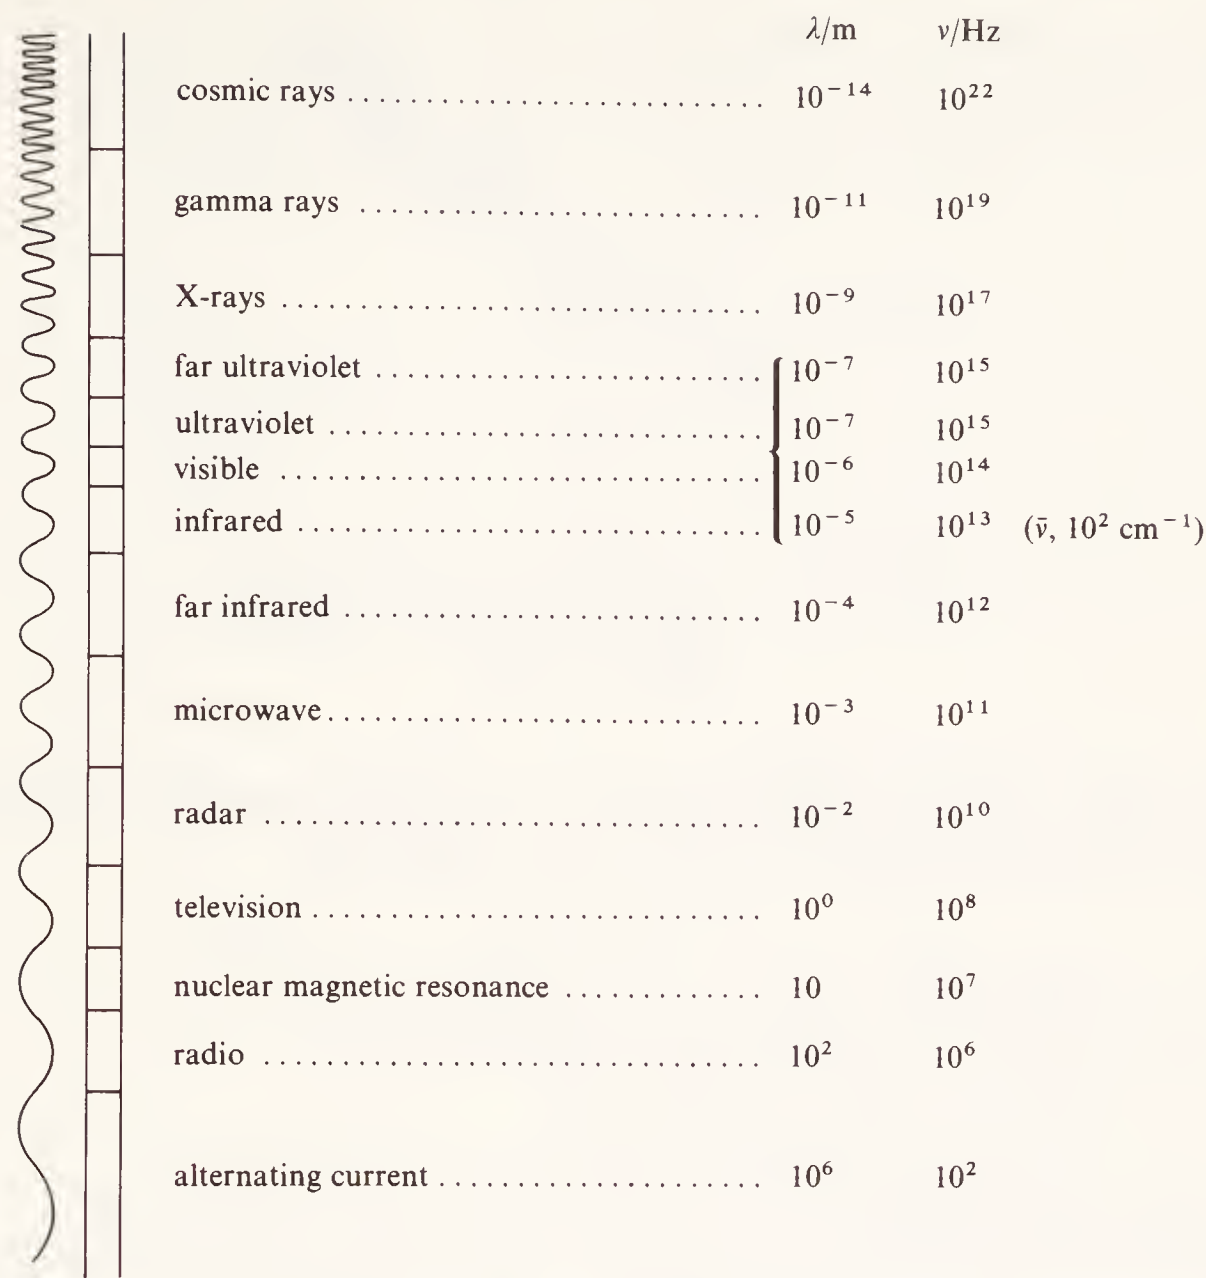 λ/m ν/Hz
cosmic rays ........................... 10⁻¹⁴ 10²²
gamma rays .......................... 10⁻¹¹ 10¹⁹
X-rays ................................ 10⁻⁹ 10¹⁷
far ultraviolet ......................... 10⁻⁷ 10¹⁵
ultraviolet ............................ 10⁻⁷ 10¹⁵
visible ............................... 10⁻⁶ 10¹⁴
infrared .............................. 10⁻⁵ 10¹³ (ν̄, 10² cm⁻¹)
far infrared ........................... 10⁻⁴ 10¹²
microwave ............................ 10⁻³ 10¹¹
radar ................................ 10⁻² 10¹⁰
television ............................. 10⁰ 10⁸
nuclear magnetic resonance ............. 10 10⁷
radio ................................ 10² 10⁶
alternating current ..................... 10⁶ 10²